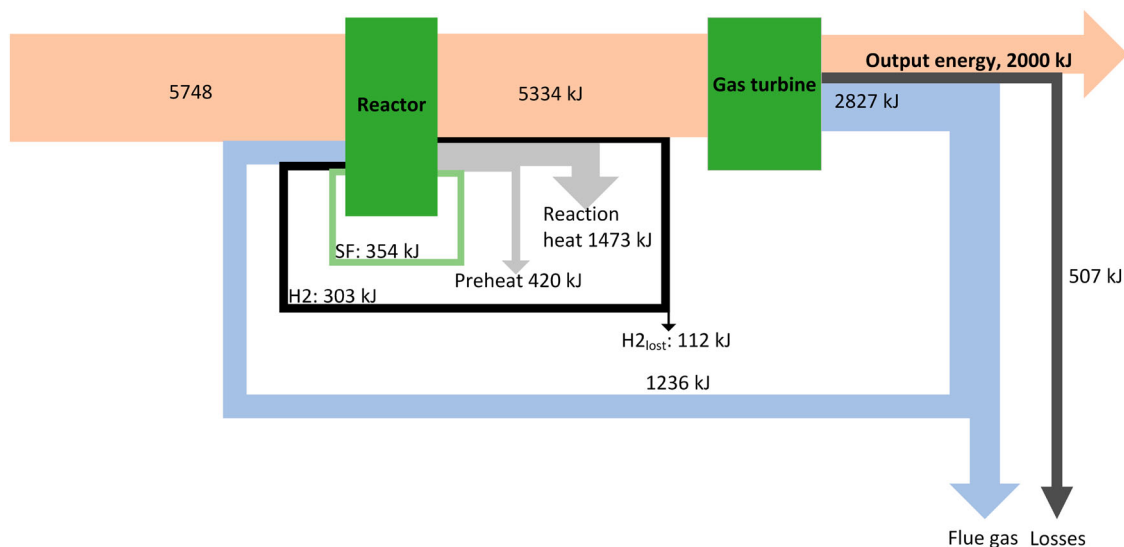 Output energy, 2000 kJ
5748
Reactor
5334 kJ
Gas turbine
2827 kJ
Reaction
heat 1473 kJ
SF: 354 kJ
Preheat 420 kJ
507 kJ
H2: 303 kJ
H2lost: 112 kJ
1236 kJ
Flue gas
Losses